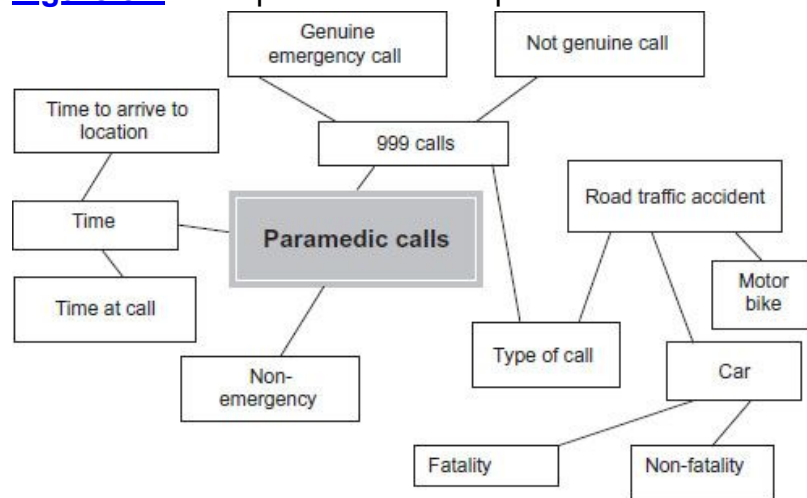 Genuine
emergency call
Not genuine call
Time to arrive to
location
999 calls
Road traffic accident
Time
Paramedic calls
Motor
bike
Time at call
Type of call
Car
Non-
emergency
Fatality
Non-fatality